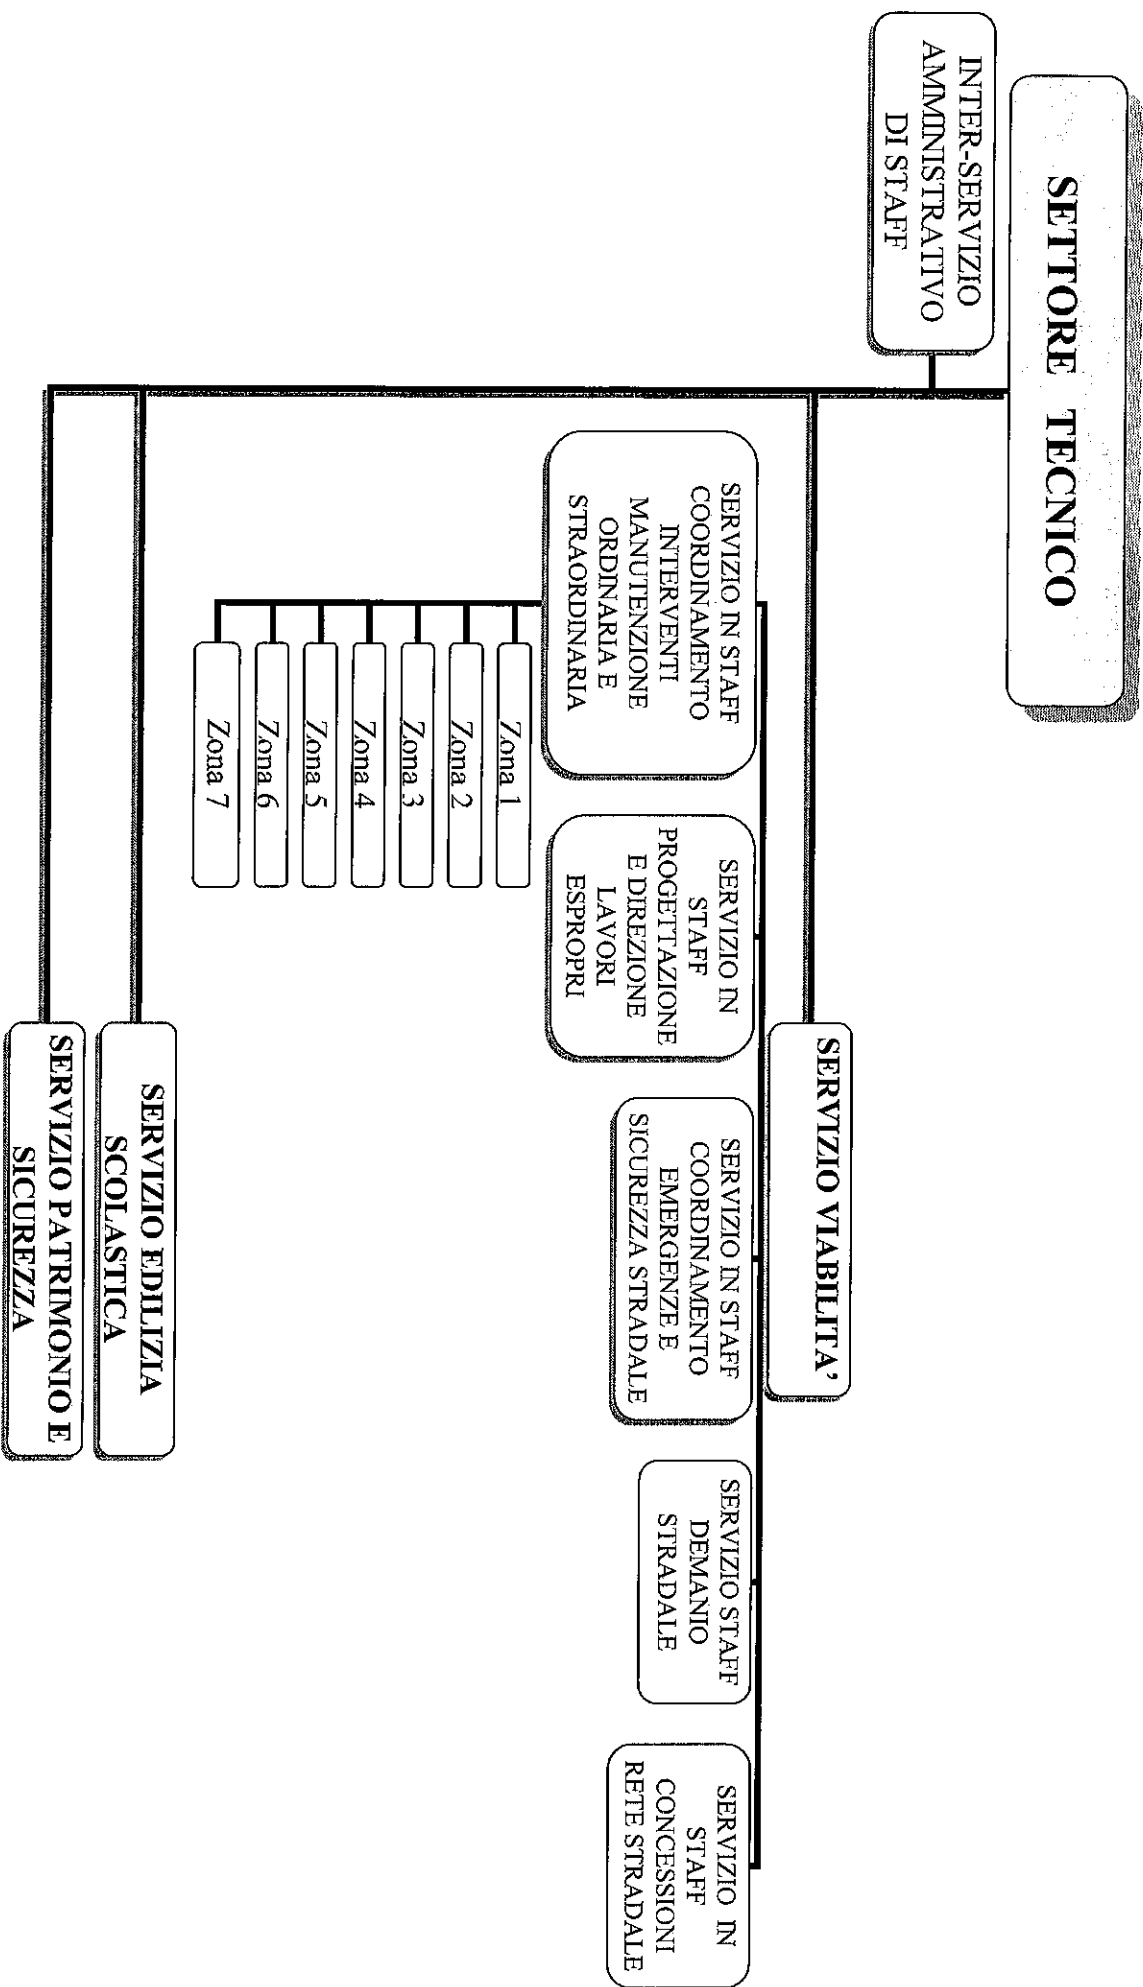 SETTORE TECNICO
INTER-SERVIZIO
AMMINISTRATIVO
DI STAFF
SERVIZIO VIABILITA’
SERVIZIO IN STAFF
COORDINAMENTO
INTERVENTI
MANUTENZIONE
ORDINARIA E
STRAORDINARIA
Zona 1
Zona 2
Zona 3
Zona 4
Zona 5
Zona 6
Zona 7
SERVIZIO IN
STAFF
PROGETTAZIONE
E DIREZIONE
LAVORI
ESPROPRI
SERVIZIO IN STAFF
COORDINAMENTO
EMERGENZE E
SICUREZZA STRADALE
SERVIZIO STAFF
DEMANIO
STRADALE
SERVIZIO IN
STAFF
CONCESSIONI
RETE STRADALE
SERVIZIO EDILIZIA
SCOLASTICA
SERVIZIO PATRIMONIO E
SICUREZZA